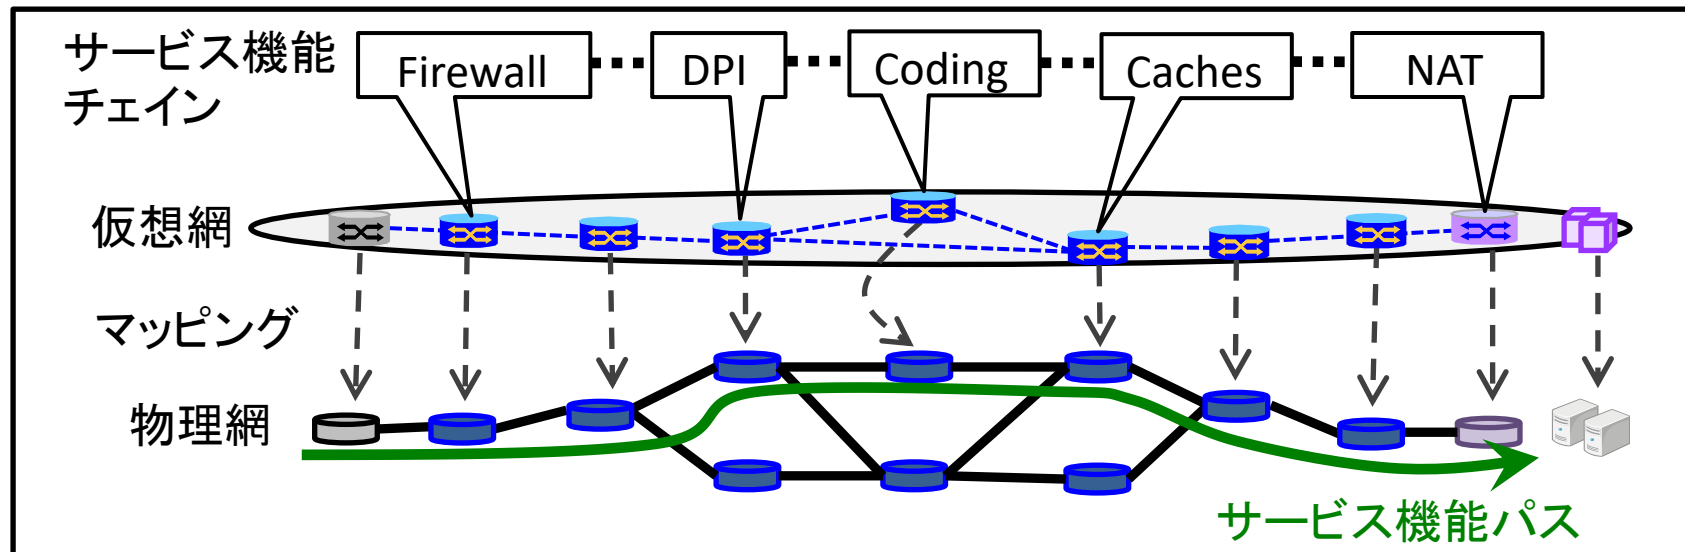 サービス機能
チェイン
Firewall
DPI
Coding
Caches
NAT
仮想網
マッピング
物理網
サービス機能パス